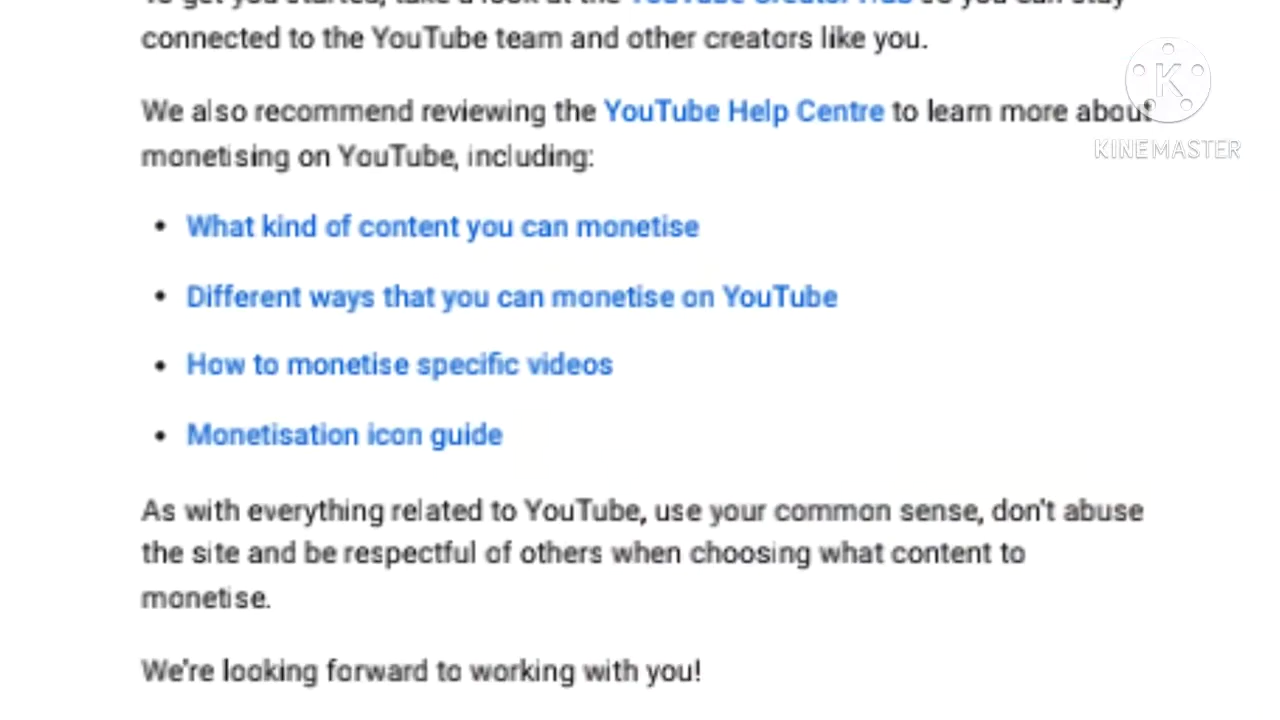 connected to the YouTube team and other creators like you.
We also recommend reviewing the YouTube Help Centre to learn more about
monetising on YouTube, including:
• What kind of content you can monetise
• Different ways that you can monetise on YouTube
• How to monetise specific videos
• Monetisation icon guide
As with everything related to YouTube, use your common sense, don't abuse
the site and be respectful of others when choosing what content to
monetise.
We're looking forward to working with you!
K
KINEMASTER